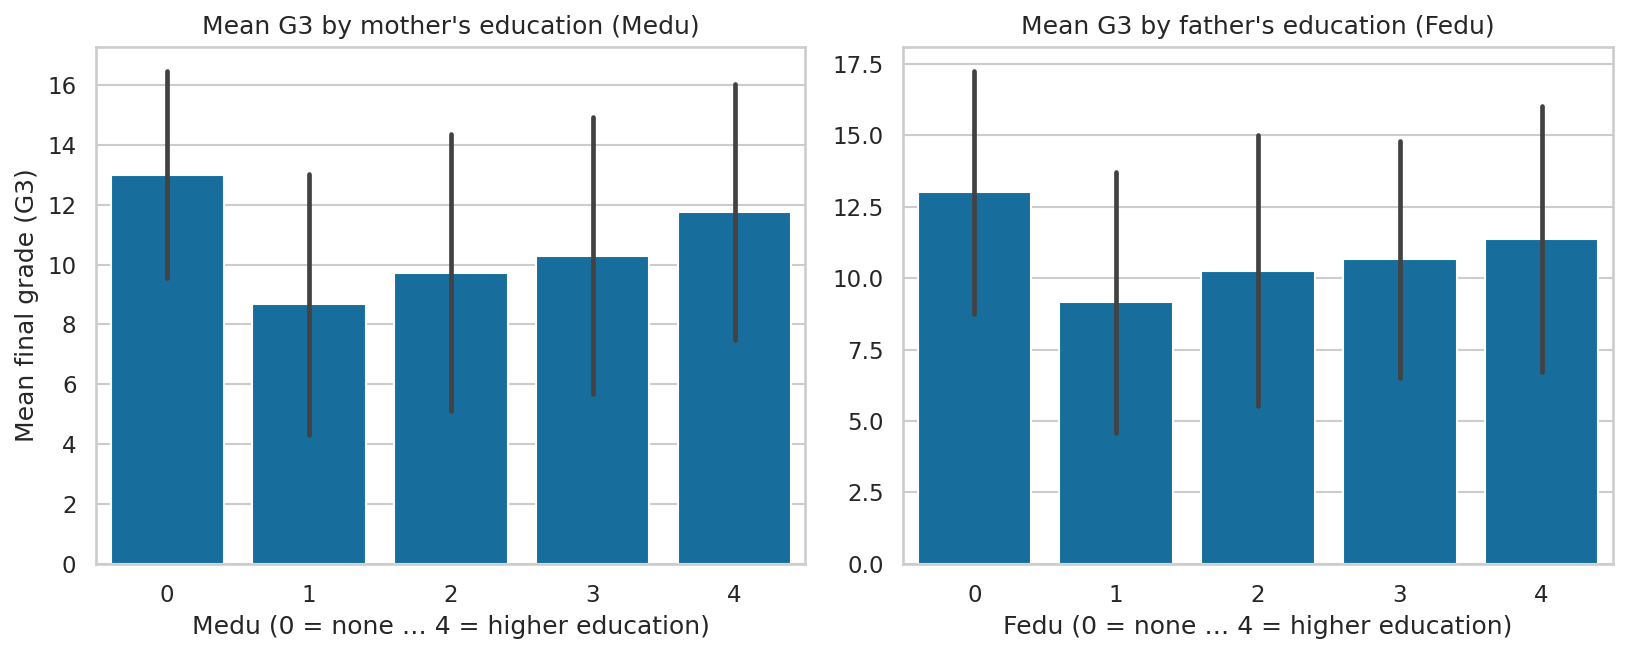 Mean G3 by mother's education (Medu)
Mean final grade (G3)
16
14
12
10
8
6
4
2
0
0 1 2 3 4
Medu (0 = none … 4 = higher education)
Mean G3 by father's education (Fedu)
17.5
15.0
12.5
10.0
7.5
5.0
2.5
0.0
0 1 2 3 4
Fedu (0 = none … 4 = higher education)